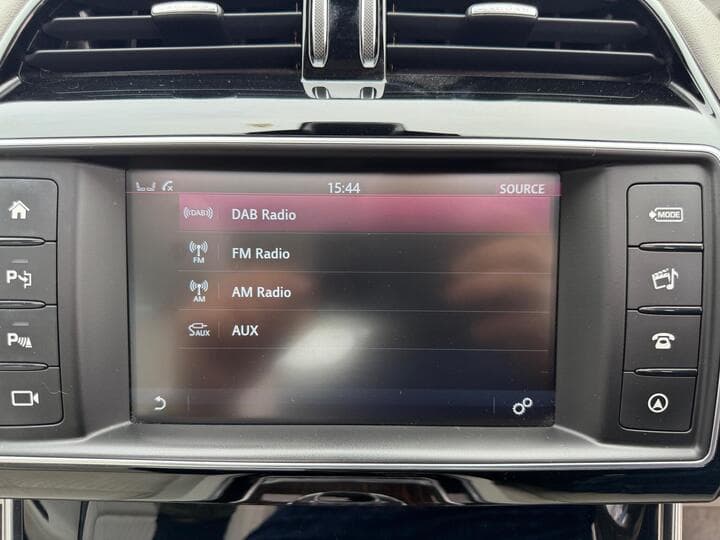 15:44
SOURCE
(DAB)
DAB Radio
FM
FM Radio
AM
AM Radio
AUX
AUX
MODE
P
P